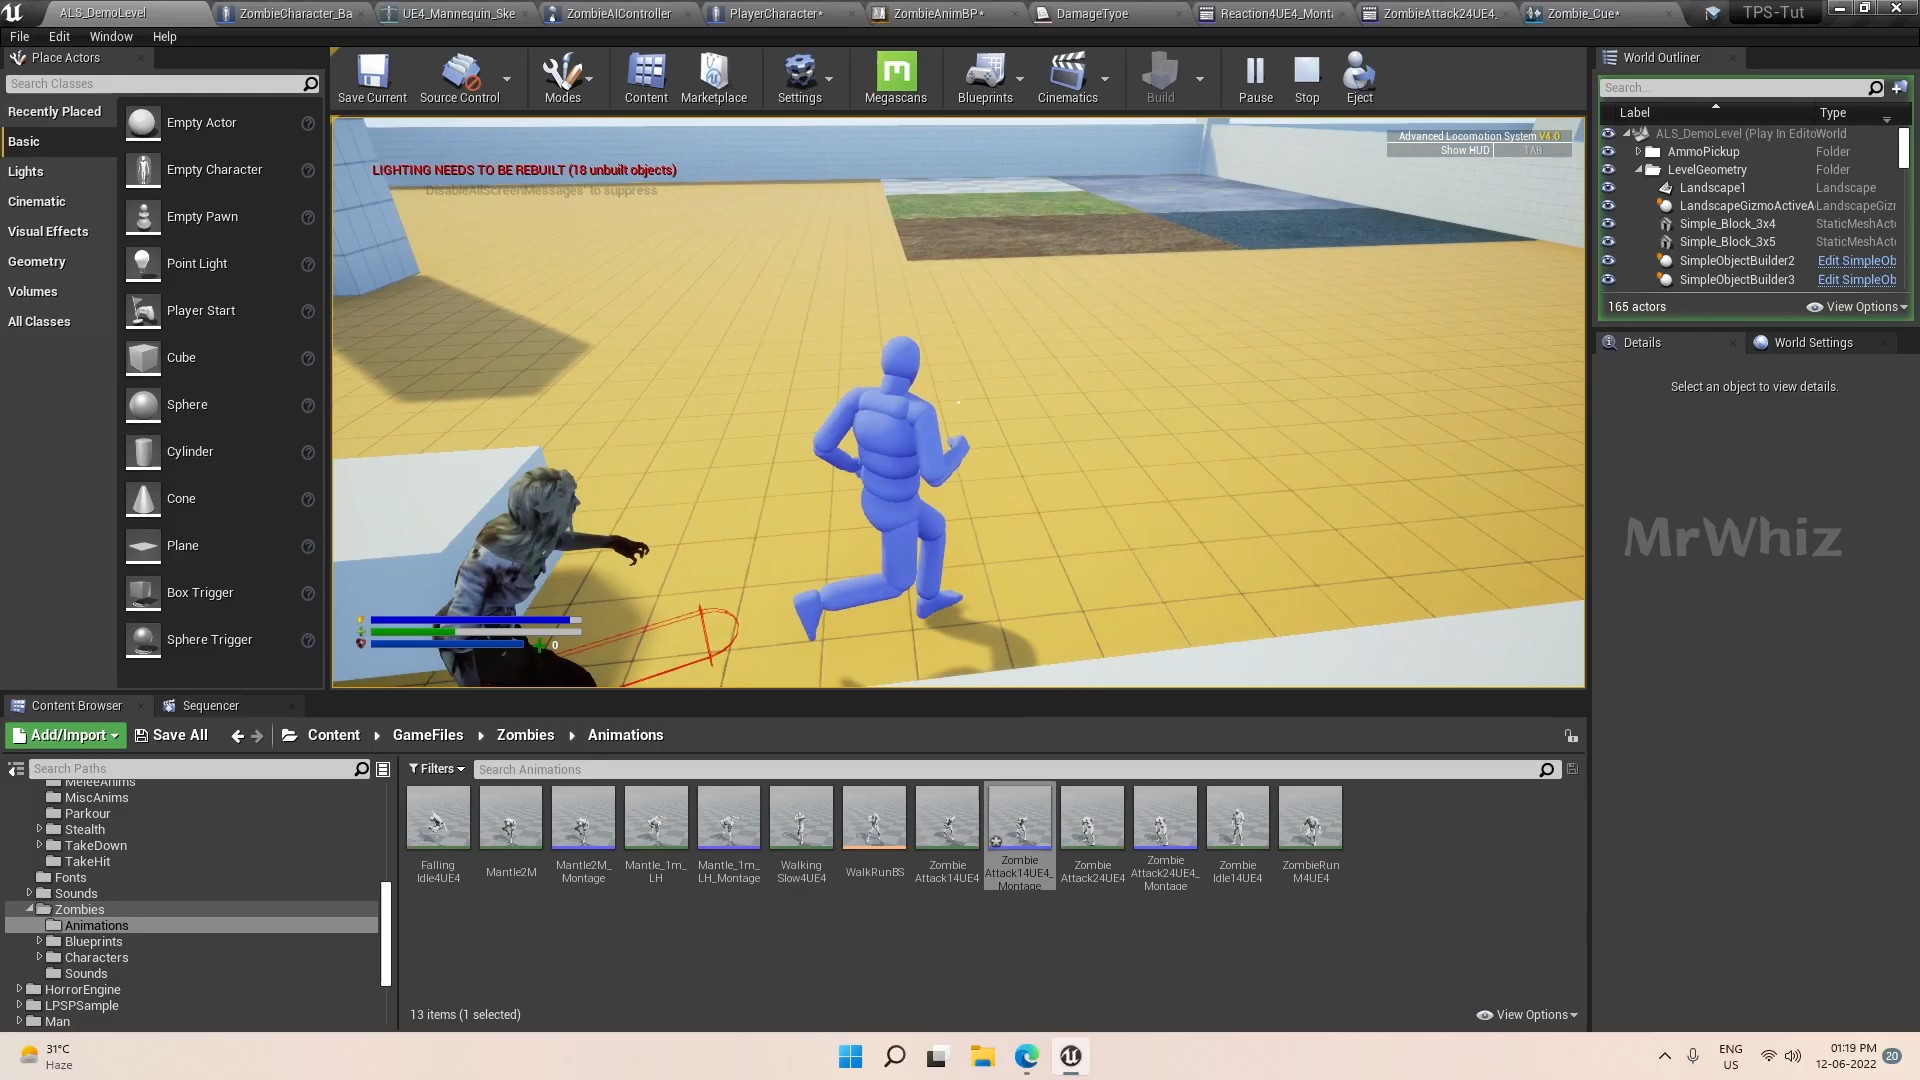 ALS_DemoLevel
ZombieCharacter_Ba
UE4_Mannequin_Ske
ZombieAIController
PlayerCharacter*
ZombieAnimBP*
DamageTyoe
Reaction4UE4_Mont
ZombieAttack24UE4_
Zombie_Cue*
TPS-Tut
File
Edit
Window
Help
Place Actors
Search Classes
Recently Placed
Basic
Lights
Cinematic
Visual Effects
Geometry
Volumes
All Classes
Empty Actor
Empty Character
Empty Pawn
Point Light
Player Start
Cube
Sphere
Cylinder
Cone
Plane
Box Trigger
Sphere Trigger
Save Current
Source Control
Modes
Content
Marketplace
Settings
Megascans
Blueprints
Cinematics
Build
Pause
Stop
Eject
LIGHTING NEEDS TO BE REBUILT (18 unbuilt objects)
DisableAllScreenMessages' to suppress
Advanced Locomotion System V4.0
Show HUD
TAB
0
World Outliner
Search...
Label
Type
ALS_DemoLevel (Play In Edito
World
AmmoPickup
Folder
LevelGeometry
Folder
Landscape1
Landscape
LandscapeGizmoActiveA
LandscapeGizr
Simple_Block_3x4
StaticMeshActo
Simple_Block_3x5
StaticMeshActo
SimpleObjectBuilder2
Edit SimpleOb
SimpleObjectBuilder3
Edit SimpleOb
165 actors
View Options
Details
World Settings
Select an object to view details.
MrWhiz
Content Browser
Sequencer
Add/Import
Save All
Content
GameFiles
Zombies
Animations
Search Paths
Filters
Search Animations
MeleeAnims
MiscAnims
Parkour
Stealth
TakeDown
TakeHit
Fonts
Sounds
Zombies
Animations
Blueprints
Characters
Sounds
HorrorEngine
LPSPSample
Man
Falling
Idle4UE4
Mantle2M
Mantle2M_
Montage
Mantle_1m_
LH
Mantle_1m_
LH_Montage
Walking
Slow4UE4
WalkRunBS
Zombie
Attack14UE4
Zombie
Attack14UE4_
Montage
Zombie
Attack24UE4
Zombie
Attack24UE4_
Montage
Zombie
Idle14UE4
ZombieRun
M4UE4
13 items (1 selected)
View Options
31°C
Haze
ENG
US
01:19 PM
12-06-2022
20